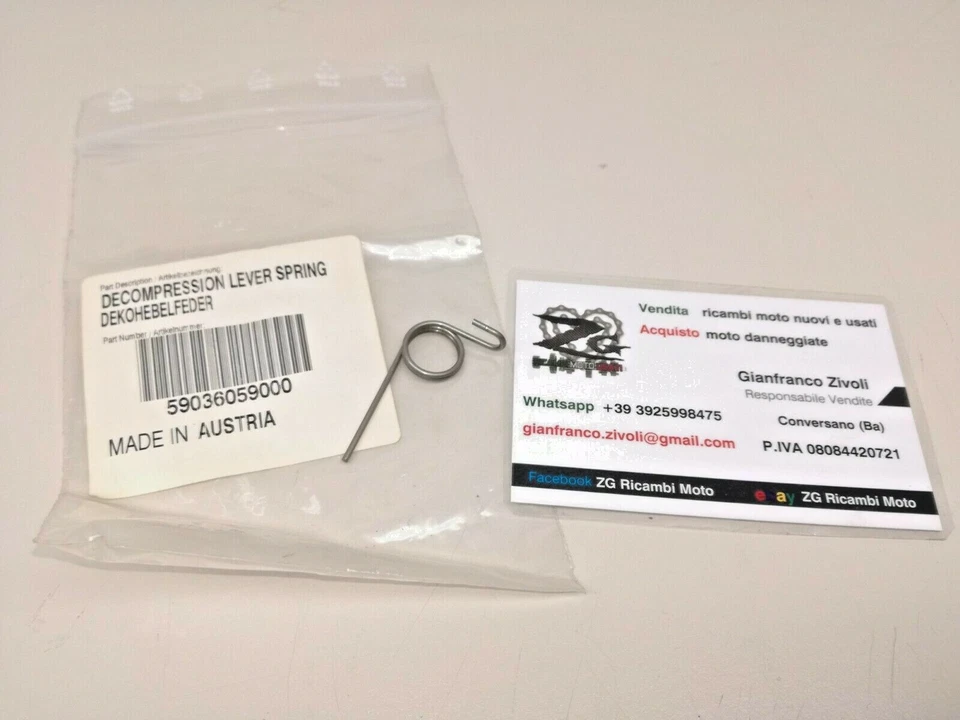 Part Description / Artikelbezeichnung
DECOMPRESSION LEVER SPRING
DEKOHEBELFEDER
Part Number / Artikelnummer
59036059000
MADE IN AUSTRIA
Vendita ricambi moto nuovi e usati
Acquisto moto danneggiate
ZG
Gianfranco Zivoli
Responsabile Vendite
Whatsapp +39 3925998475
Conversano (Ba)
gianfranco.zivoli@gmail.com
P.IVA 08084420721
Facebook ZG Ricambi Moto
ebay ZG Ricambi Moto